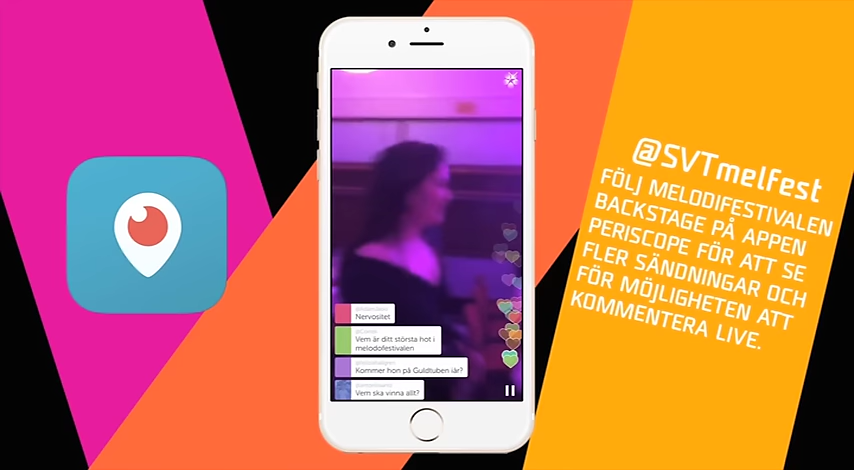 @SVTmelfest
FÖLJ MELODIFESTIVALEN
BACKSTAGE PÅ APPEN
PERISCOPE FÖR ATT SE
FLER SÄNDNINGAR OCH
FÖR MÖJLIGHETEN ATT
KOMMENTERA LIVE.
Nervositet
Vem är ditt största hot i
melodofestivalen
Kommer hon på Guldtuben iår?
Vem ska vinna allt?